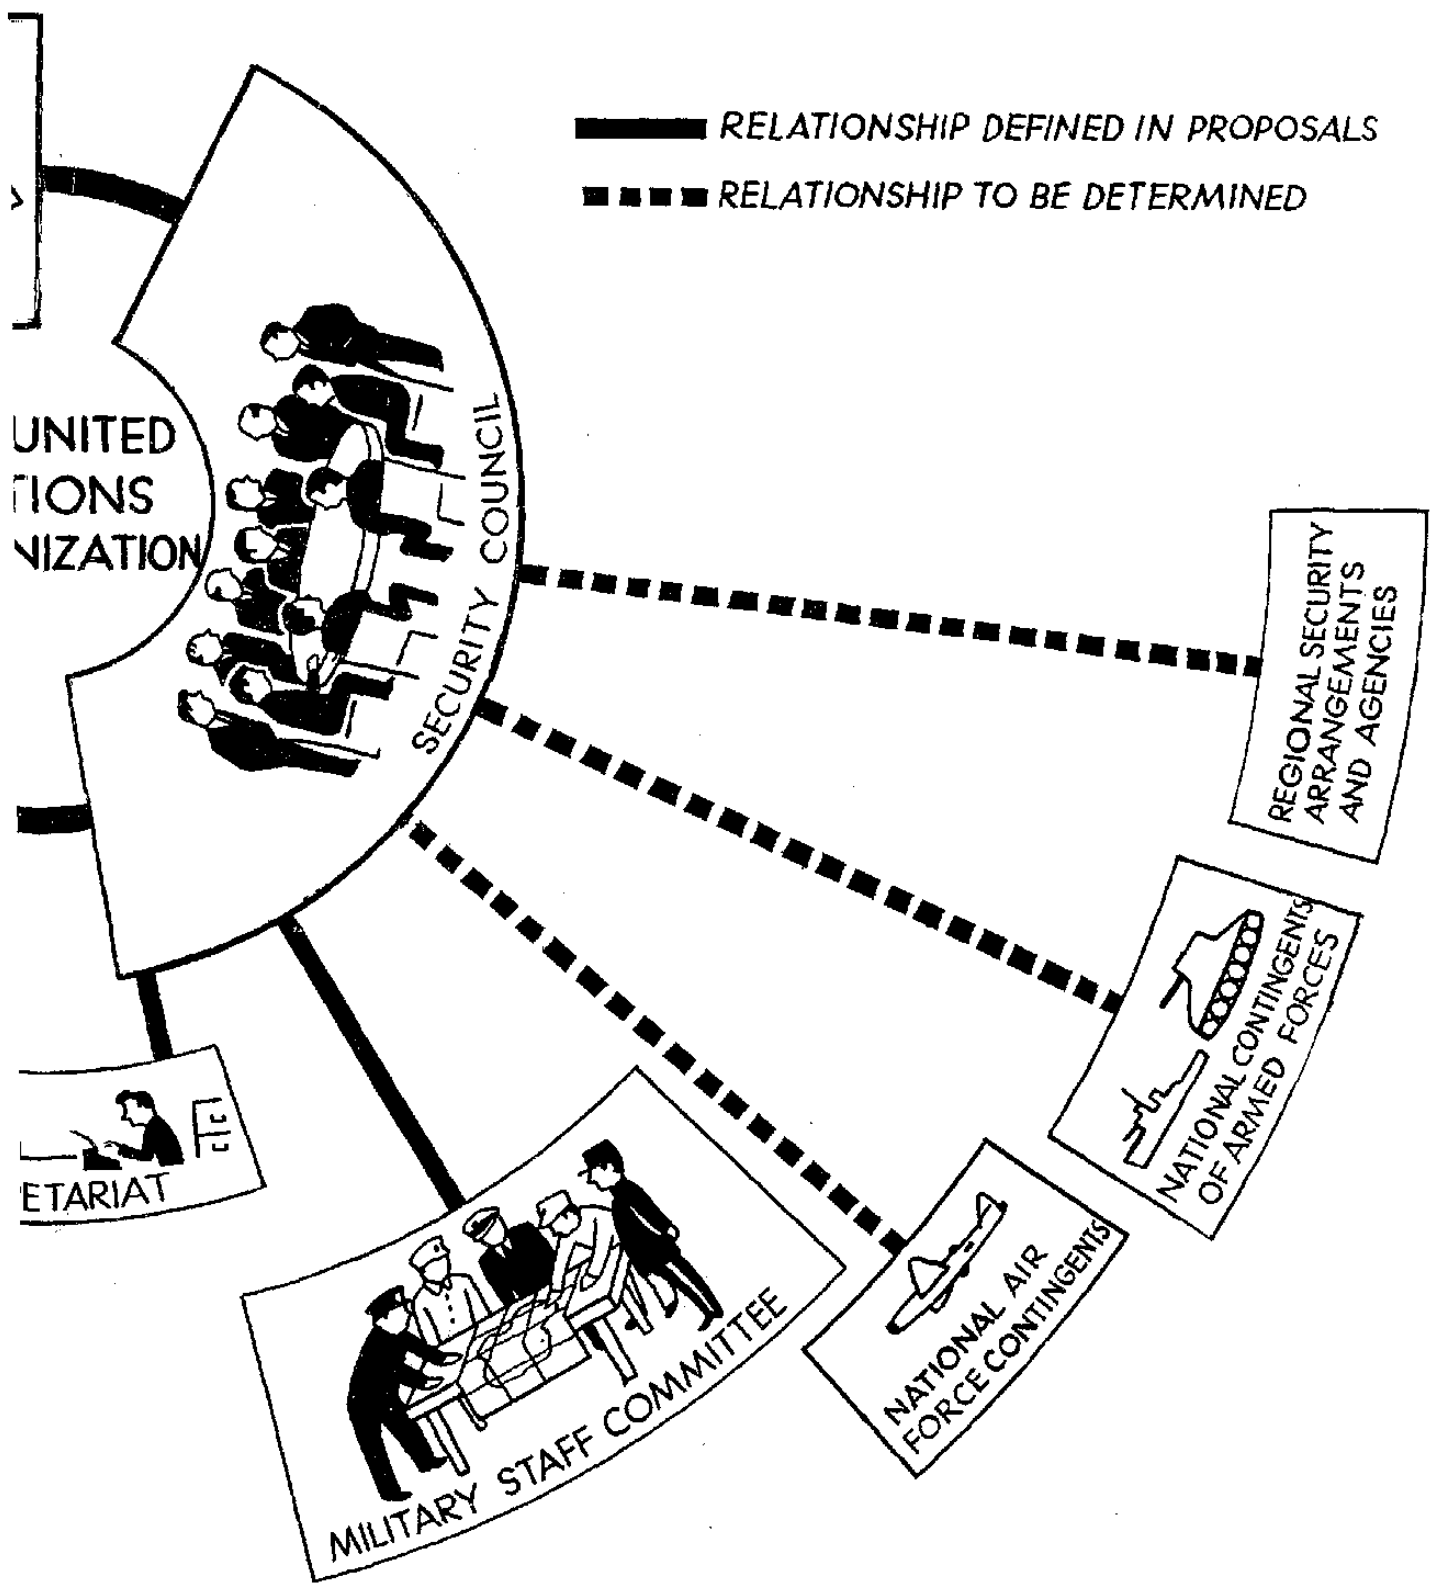 RELATIONSHIP DEFINED IN PROPOSALS
RELATIONSHIP TO BE DETERMINED
UNITED
TIONS
NIZATION
SECURITY COUNCIL
REGIONAL SECURITY
ARRANGEMENTS
AND AGENCIES
NATIONAL CONTINGENTS
OF ARMED FORCES
NATIONAL AIR
FORCE CONTINGENTS
MILITARY STAFF COMMITTEE
ETARIAT